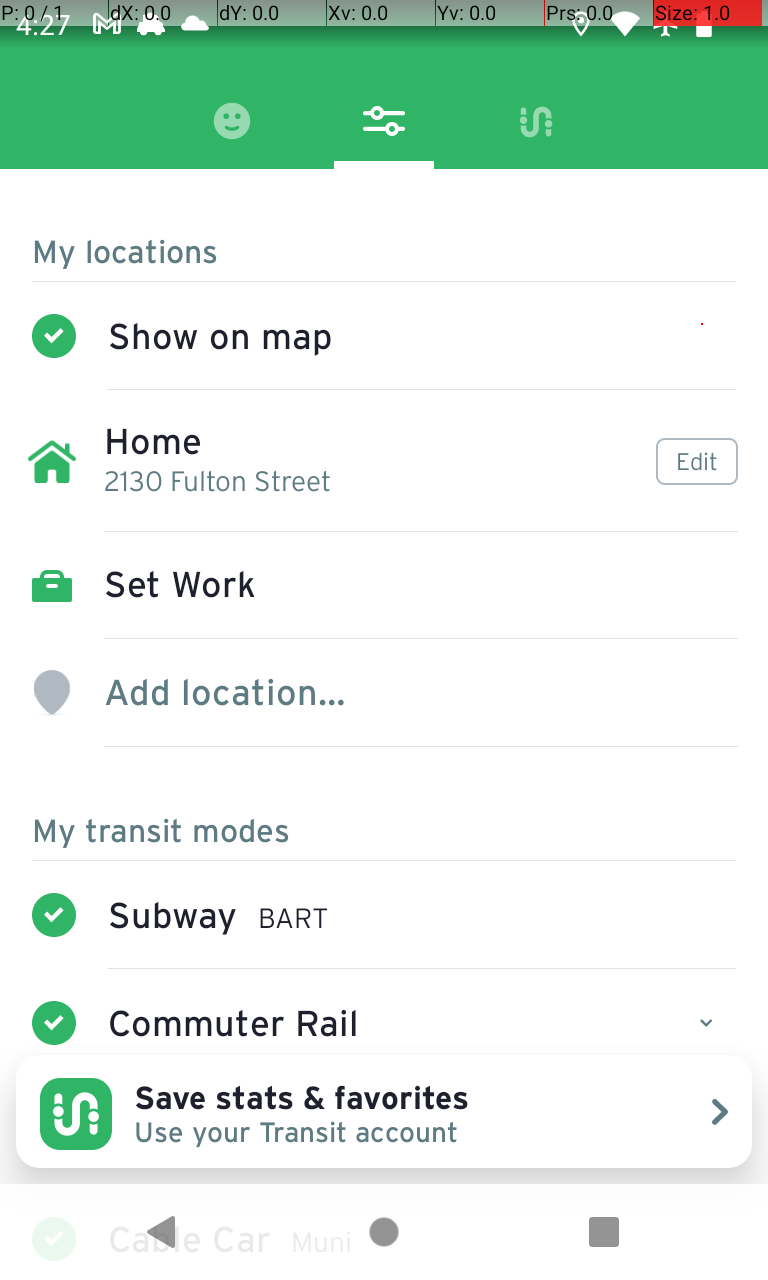 P: 0 / 1 dX: 0.0 dY: 0.0 Xv: 0.0 Yv: 0.0 Prs: 0.0 Size: 1.0
4:27
My locations
Show on map
Home
2130 Fulton Street
Edit
Set Work
Add location...
My transit modes
Subway BART
Commuter Rail
Save stats & favorites
Use your Transit account
Cable Car Muni